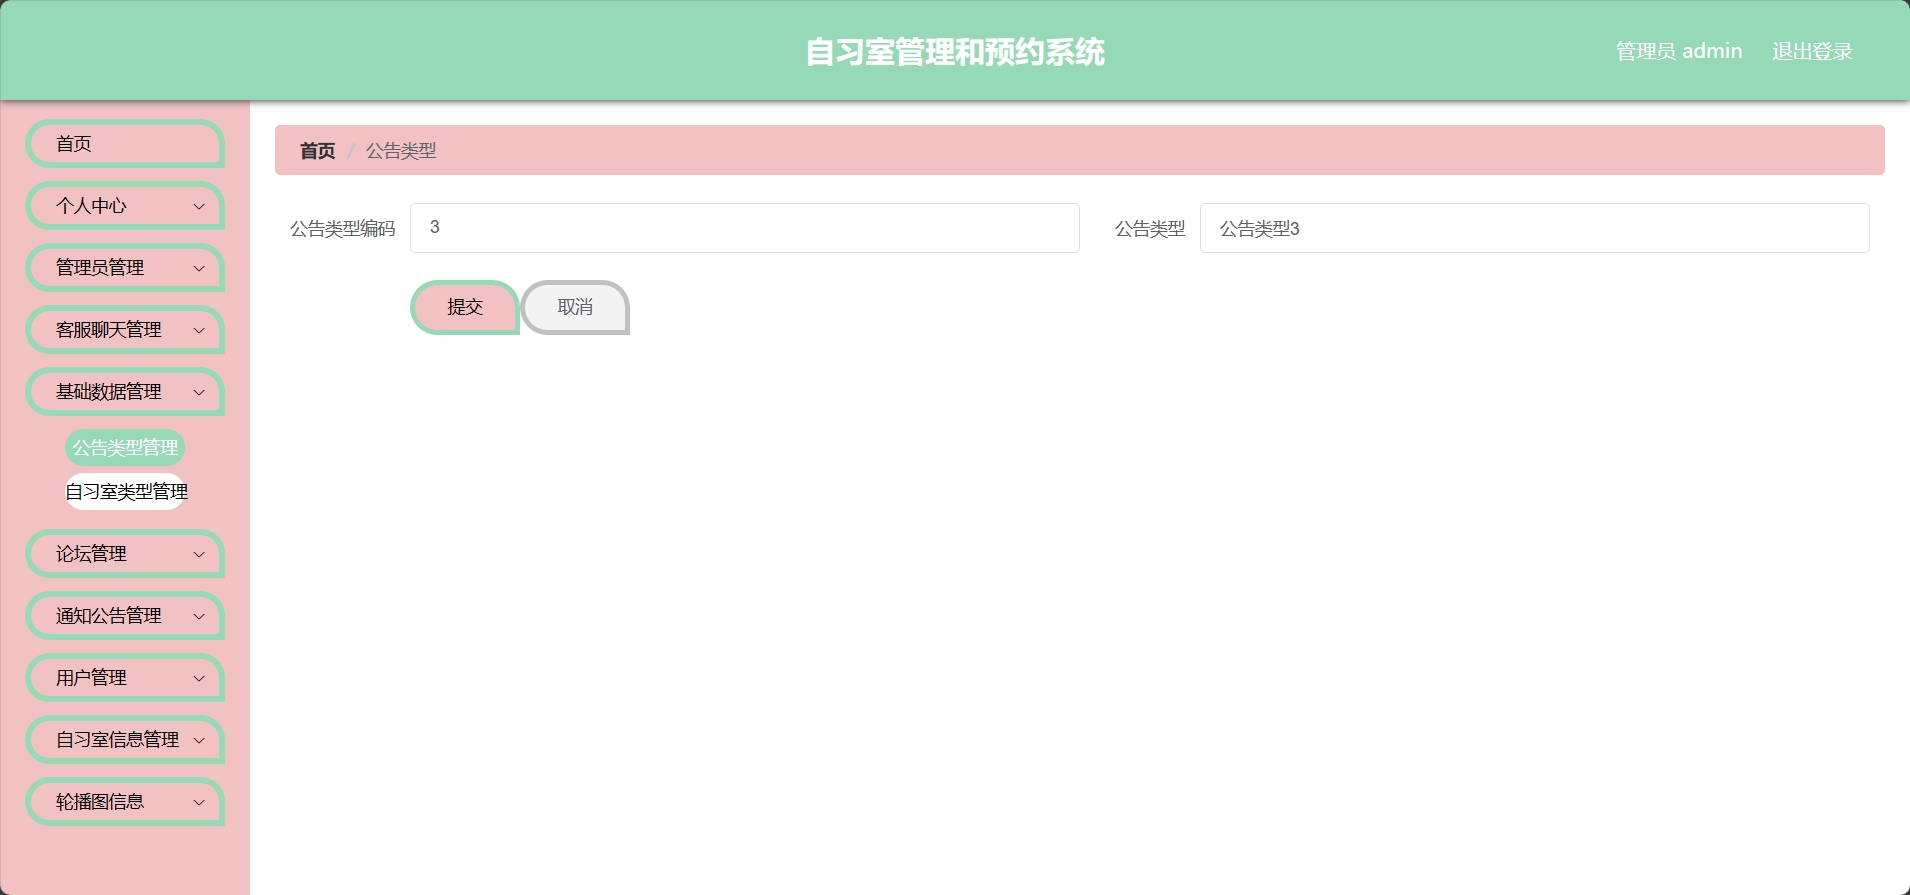 自习室管理和预约系统
管理员 admin
退出登录
首页
个人中心
管理员管理
客服聊天管理
基础数据管理
公告类型管理
自习室类型管理
论坛管理
通知公告管理
用户管理
自习室信息管理
轮播图信息
首页 / 公告类型
公告类型编码 3
公告类型 公告类型3
提交
取消